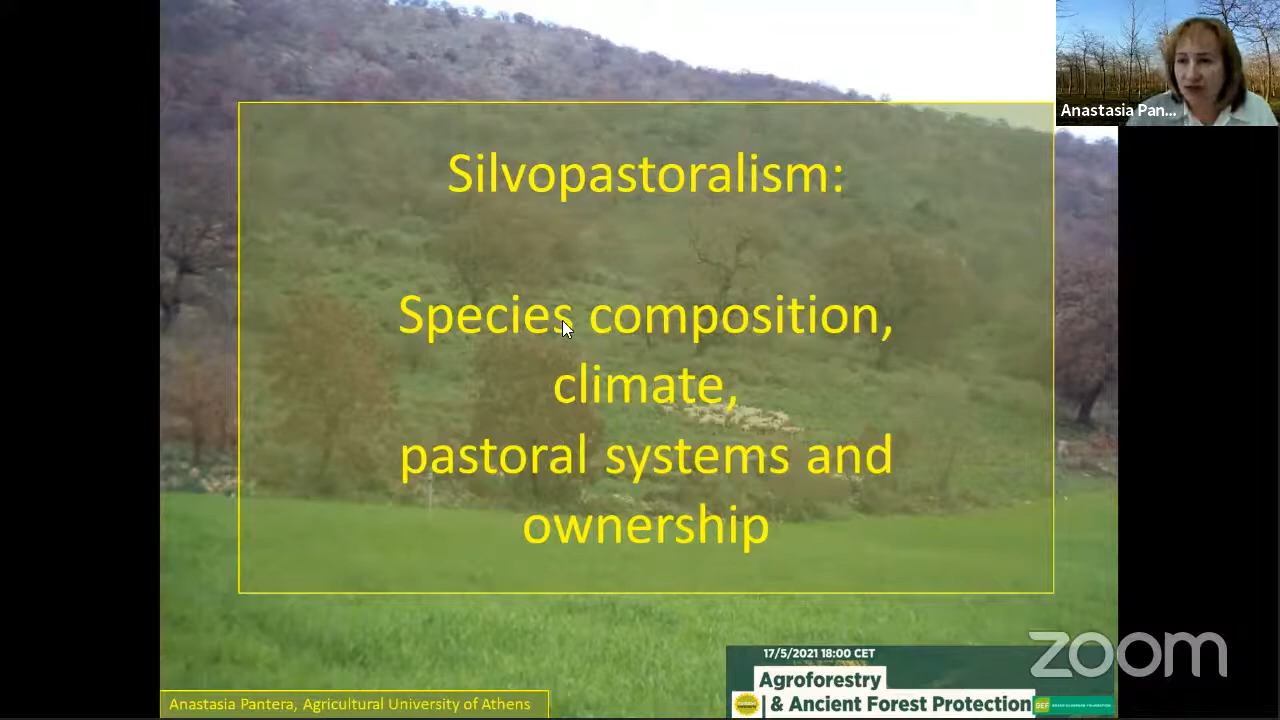 Silvopastoralism:
Species composition,
climate,
pastoral systems and
ownership
Anastasia Pan...
17/5/2021 18:00 CET
Agroforestry
& Ancient Forest Protection
GEF
zoom
Anastasia Pantera, Agricultural University of Athens